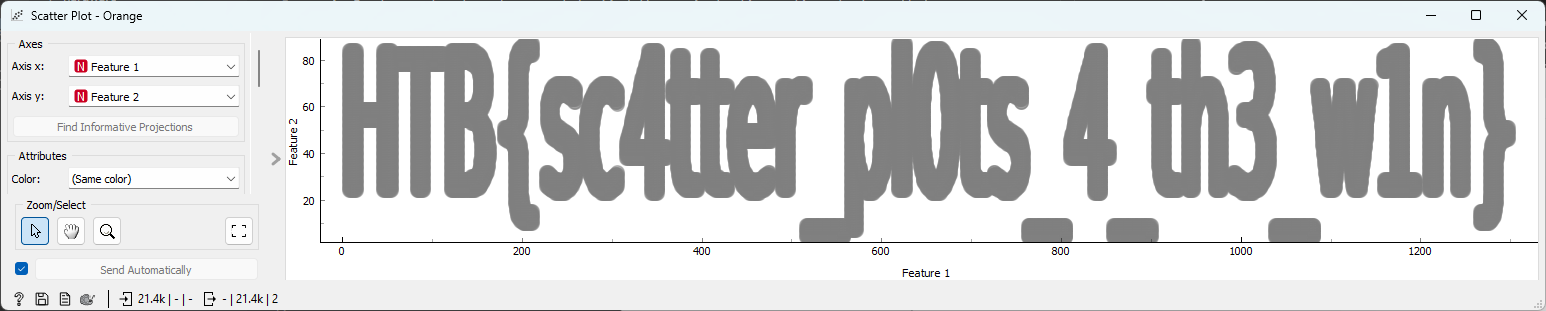 Scatter Plot - Orange
Axes
Axis x: N Feature 1
Axis y: N Feature 2
Find Informative Projections
Attributes
Color: (Same color)
Zoom/Select
Send Automatically
21.4k | - | - - | 21.4k | 2
HTB{sc4tter_pl0ts_4_th3_w1n}
Feature 2
80
60
40
20
0 200 400 600 800 1000 1200
Feature 1